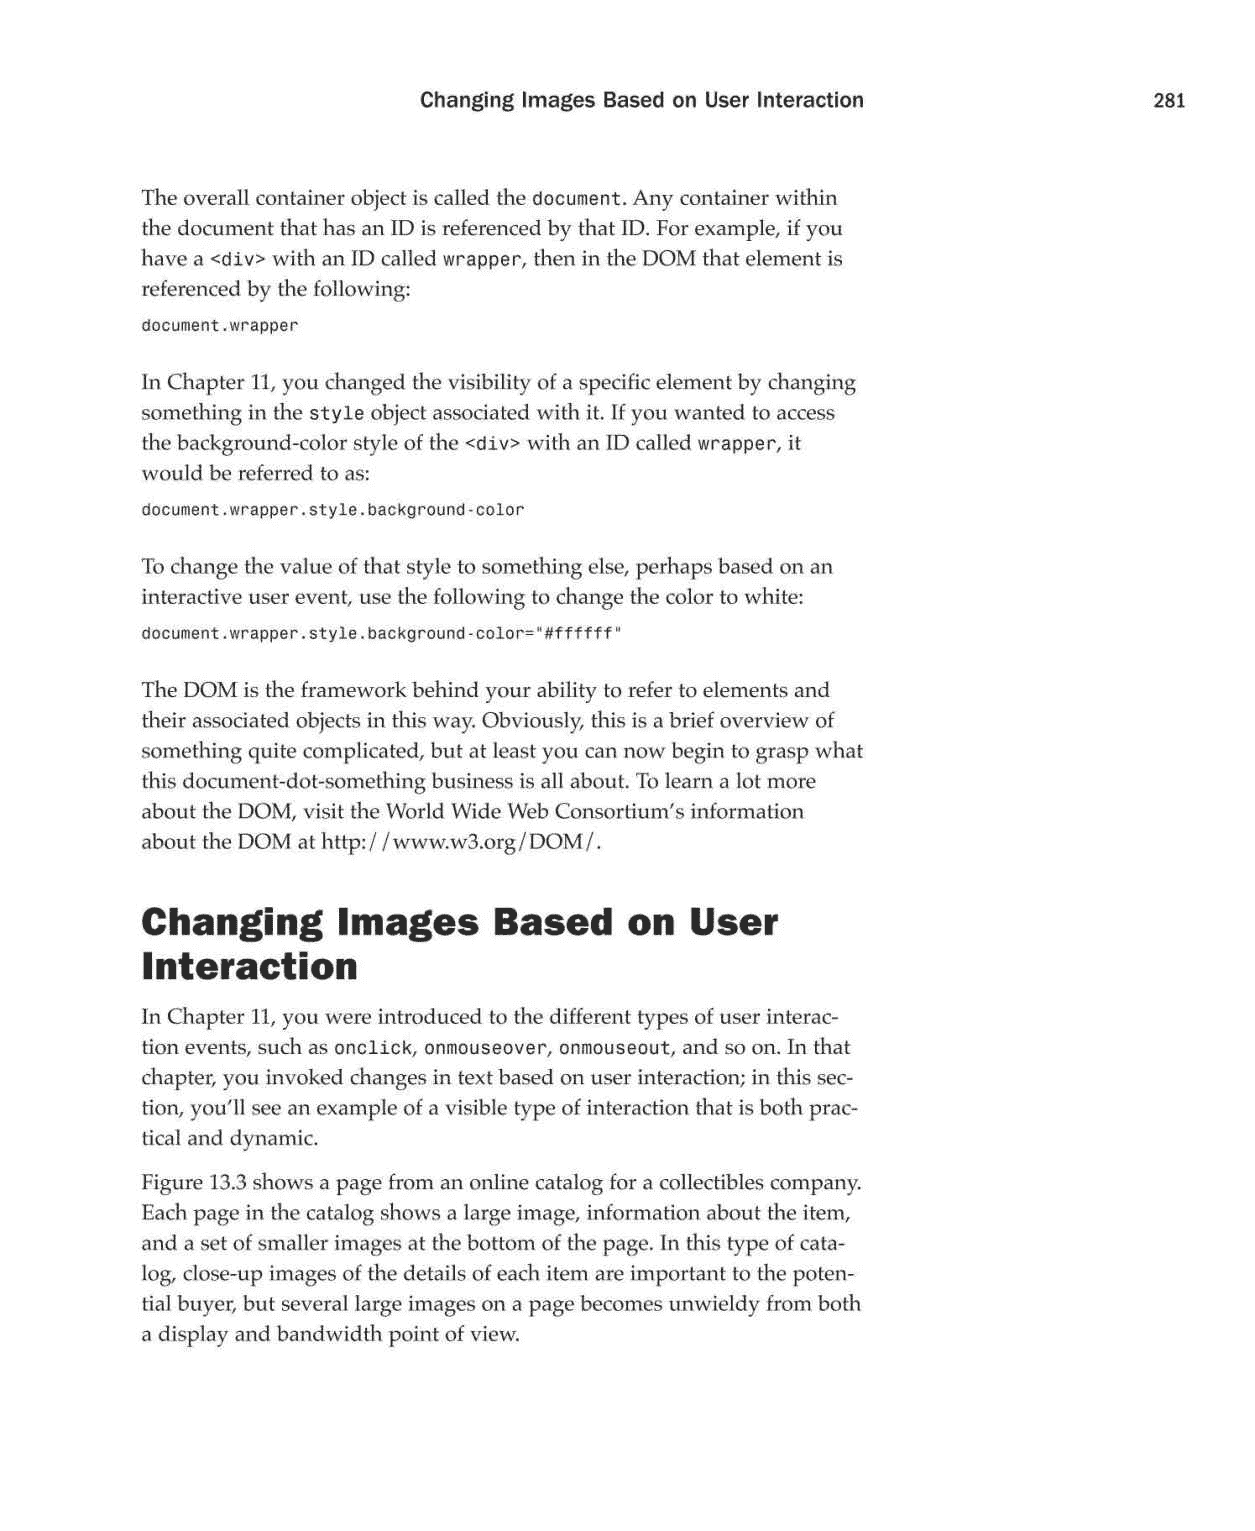 Changing Images Based on User Interaction 281
The overall container object is called the document. Any container within
the document that has an ID is referenced by that ID. For example, if you
have a <div> with an ID called wrapper, then in the DOM that element is
referenced by the following:
document.wrapper
In Chapter 11, you changed the visibility of a specific element by changing
something in the style object associated with it. If you wanted to access
the background-color style of the <div> with an ID called wrapper, it
would be referred to as:
document.wrapper.style.background-color
To change the value of that style to something else, perhaps based on an
interactive user event, use the following to change the color to white:
document.wrapper.style.background-color="#ffffff"
The DOM is the framework behind your ability to refer to elements and
their associated objects in this way. Obviously, this is a brief overview of
something quite complicated, but at least you can now begin to grasp what
this document-dot-something business is all about. To learn a lot more
about the DOM, visit the World Wide Web Consortium's information
about the DOM at http://www.w3.org/DOM/.
Changing Images Based on User
Interaction
In Chapter 11, you were introduced to the different types of user interac-
tion events, such as onclick, onmouseover, onmouseout, and so on. In that
chapter, you invoked changes in text based on user interaction; in this sec-
tion, you'll see an example of a visible type of interaction that is both prac-
tical and dynamic.
Figure 13.3 shows a page from an online catalog for a collectibles company.
Each page in the catalog shows a large image, information about the item,
and a set of smaller images at the bottom of the page. In this type of cata-
log, close-up images of the details of each item are important to the poten-
tial buyer, but several large images on a page becomes unwieldy from both
a display and bandwidth point of view.